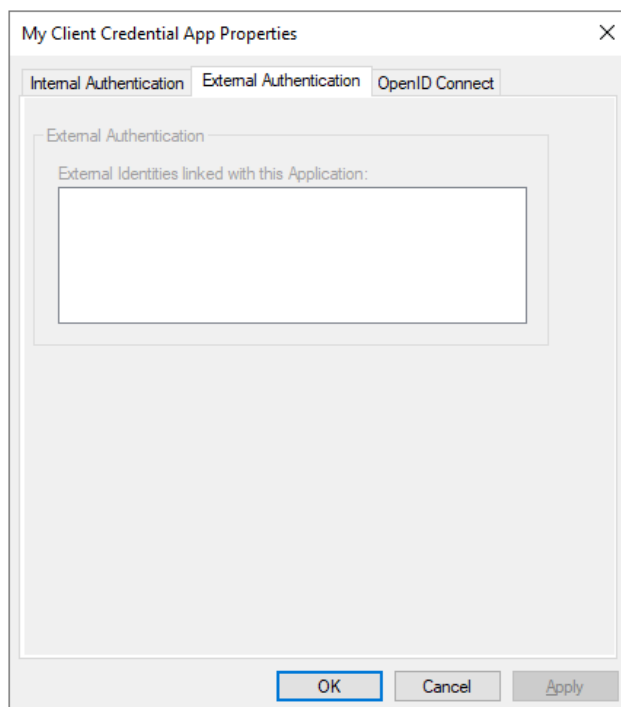 My Client Credential App Properties
Internal Authentication External Authentication OpenID Connect
External Authentication
External Identities linked with this Application:
OK Cancel Apply